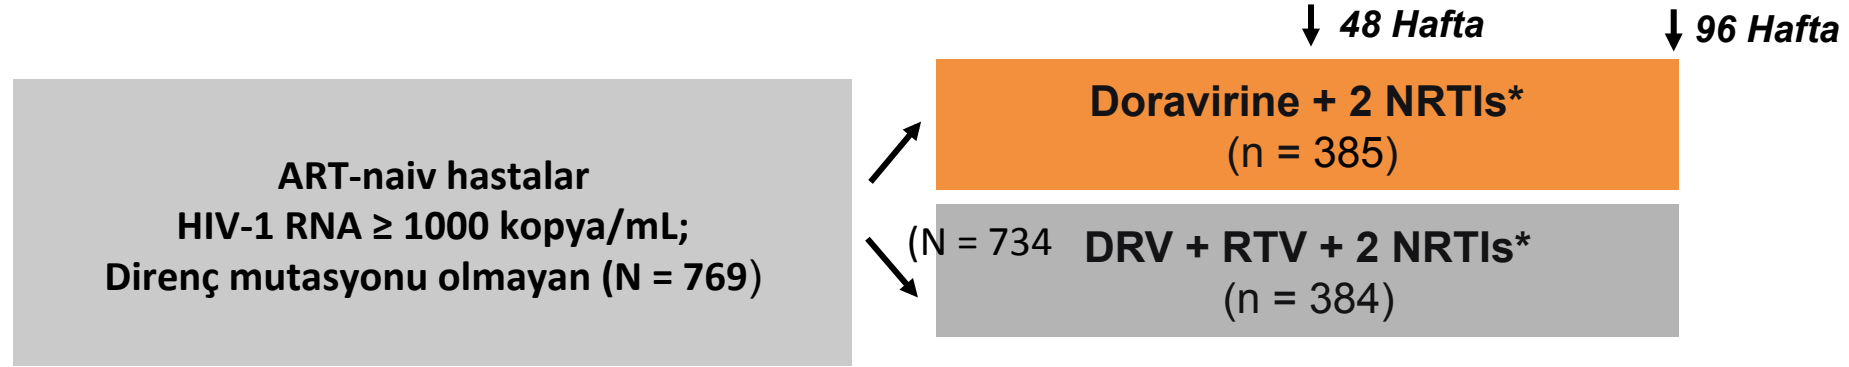 48 Hafta
96 Hafta
ART-naiv hastalar
HIV-1 RNA ≥ 1000 kopya/mL;
Direnç mutasyonu olmayan (N = 769)
Doravirine + 2 NRTIs*
(n = 385)
(N = 734
DRV + RTV + 2 NRTIs*
(n = 384)